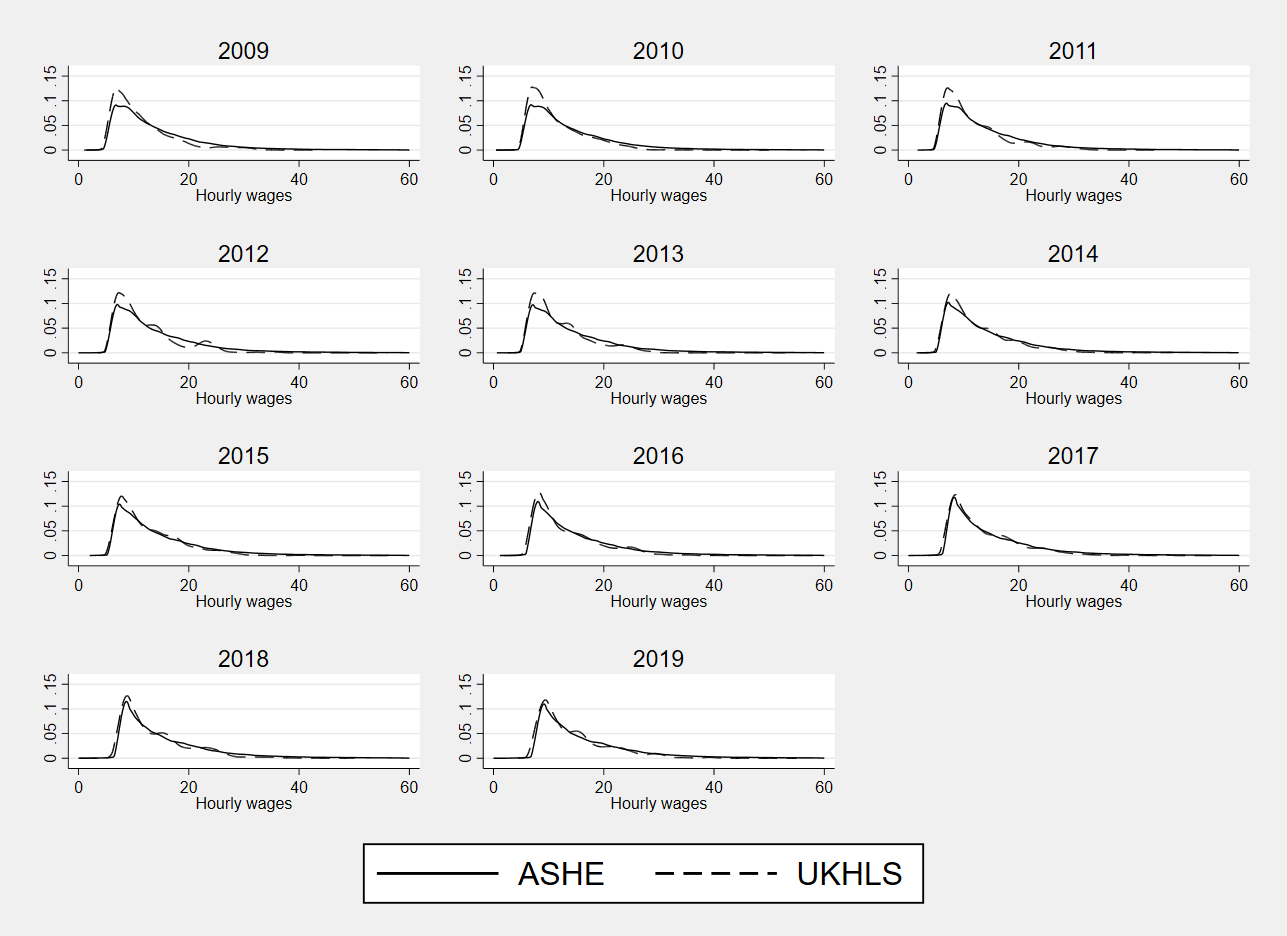 2009 2010 2011
.15 .15 .15
.1 .1 .1
.05 .05 .05
0 0 0
0 20 40 60 0 20 40 60 0 20 40 60
Hourly wages Hourly wages Hourly wages
2012 2013 2014
.15 .15 .15
.1 .1 .1
.05 .05 .05
0 0 0
0 20 40 60 0 20 40 60 0 20 40 60
Hourly wages Hourly wages Hourly wages
2015 2016 2017
.15 .15 .15
.1 .1 .1
.05 .05 .05
0 0 0
0 20 40 60 0 20 40 60 0 20 40 60
Hourly wages Hourly wages Hourly wages
2018 2019
.15 .15
.1 .1
.05 .05
0 0
0 20 40 60 0 20 40 60
Hourly wages Hourly wages
ASHE UKHLS